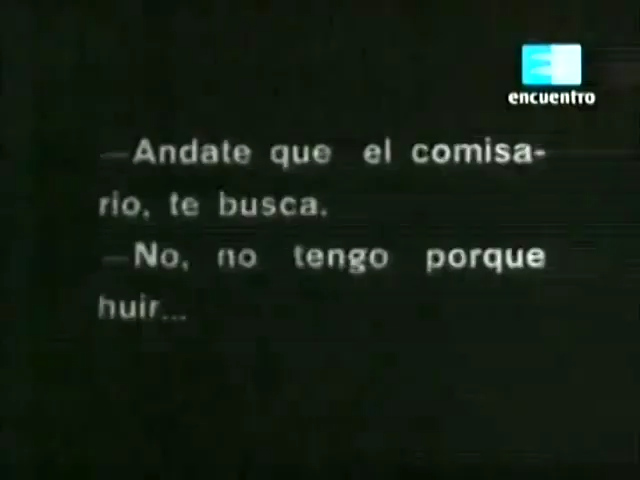 encuentro
—Andate que el comisa-
rio, te busca.
—No, no tengo porque
huir...